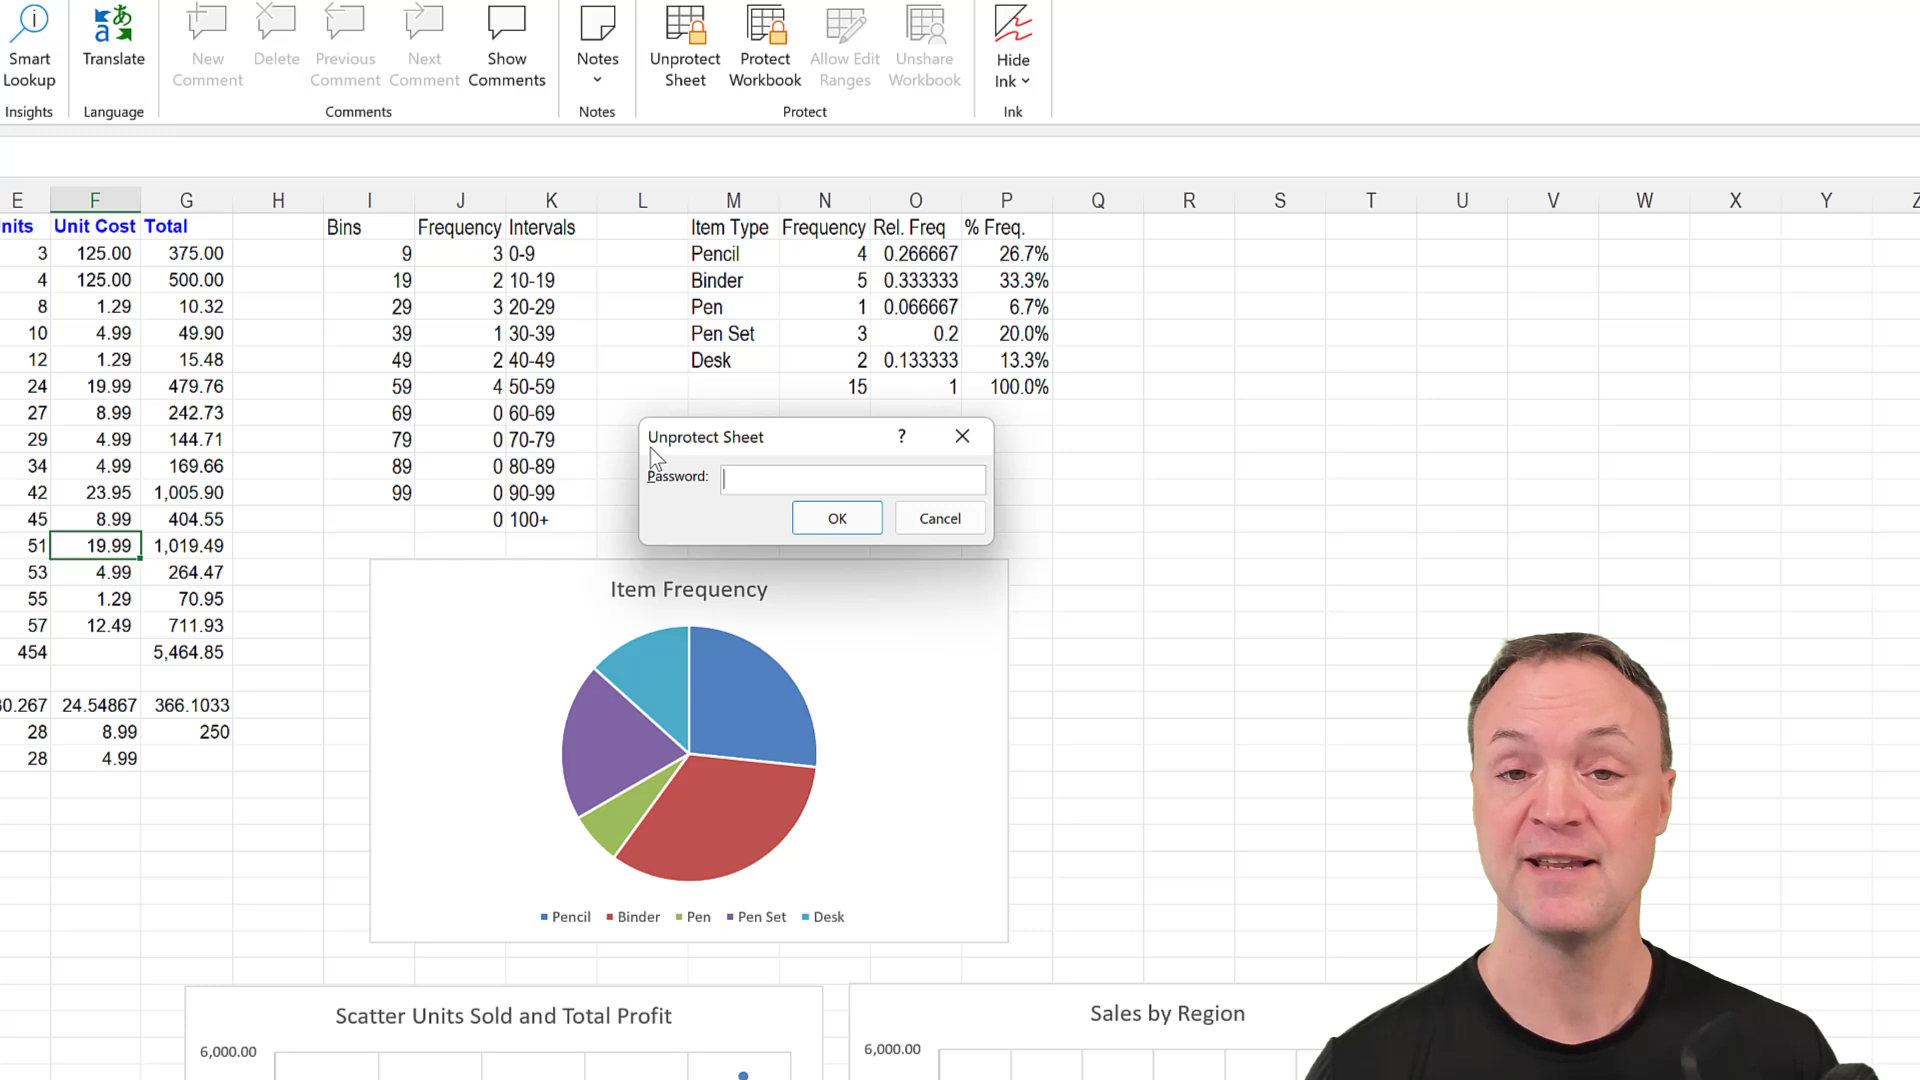 Smart Lookup
Translate
New Comment
Delete
Previous Comment
Next Comment
Show Comments
Notes
Unprotect Sheet
Protect Workbook
Allow Edit Ranges
Unshare Workbook
Hide Ink
Insights
Language
Comments
Notes
Protect
Ink
E F G H I J K L M N O P Q R S T U V W X Y
nits Unit Cost Total Bins Frequency Intervals Item Type Frequency Rel. Freq % Freq.
3 125.00 375.00 9 3 0-9 Pencil 4 0.266667 26.7%
4 125.00 500.00 19 2 10-19 Binder 5 0.333333 33.3%
8 1.29 10.32 29 3 20-29 Pen 1 0.066667 6.7%
10 4.99 49.90 39 1 30-39 Pen Set 3 0.2 20.0%
12 1.29 15.48 49 2 40-49 Desk 2 0.133333 13.3%
24 19.99 479.76 59 4 50-59 15 1 100.0%
27 8.99 242.73 69 0 60-69
29 4.99 144.71 79 0 70-79
34 4.99 169.66 89 0 80-89
42 23.95 1,005.90 99 0 90-99
45 8.99 404.55 0 100+
51 19.99 1,019.49
53 4.99 264.47
55 1.29 70.95
57 12.49 711.93
454 5,464.85
30.267 24.54867 366.1033
28 8.99 250
28 4.99
Unprotect Sheet ?
Password:
OK Cancel
Item Frequency
Pencil Binder Pen Pen Set Desk
Scatter Units Sold and Total Profit
6,000.00
Sales by Region
6,000.00